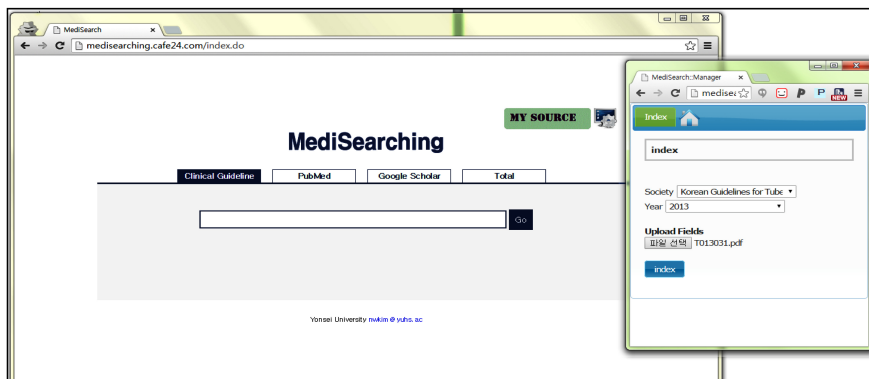 MediSearch
medisearching.cafe24.com/index.do
MY SOURCE
MediSearching
Clinical Guideline
PubMed
Google Scholar
Total
Go
Yonsei University nwkim@yuhs.ac
MediSearch::Manager
medisea
P
P
NEW
Index
index
Society Korean Guidelines for Tube
Year 2013
Upload Fields
파일 선택 T013031.pdf
index